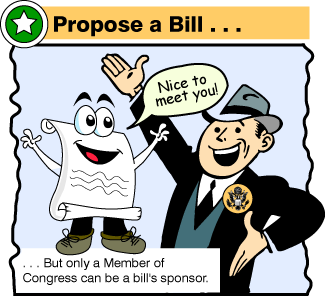 Propose a Bill . . .
Nice to
meet you!
. . . But only a Member of
Congress can be a bill's sponsor.